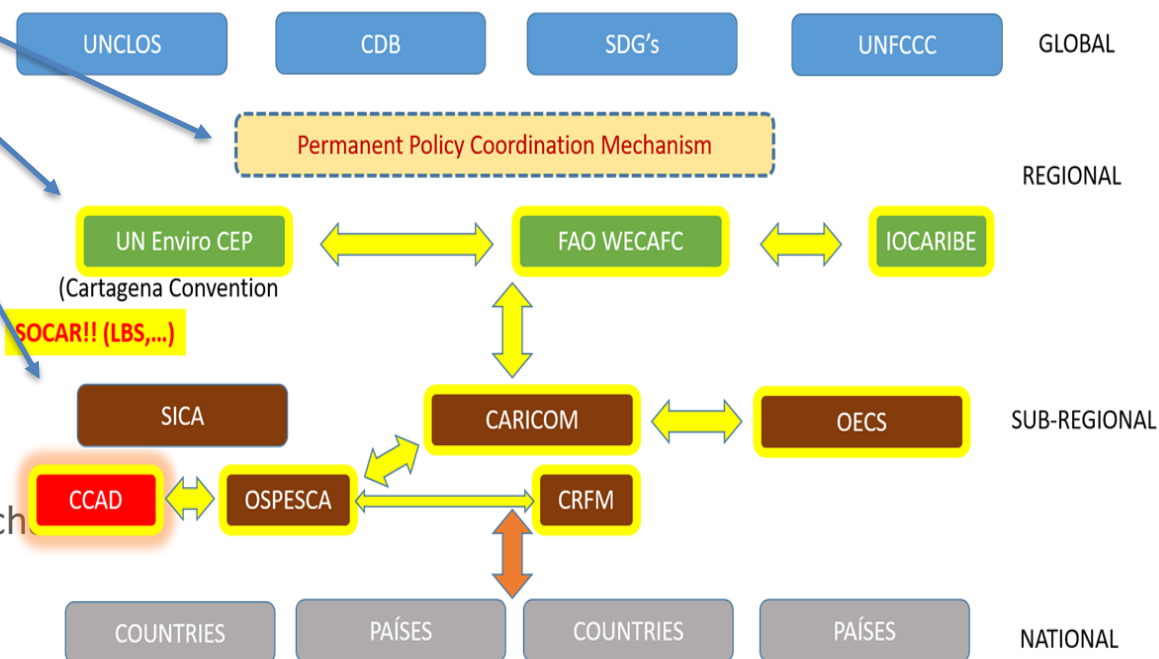 UNCLOS CDB SDG's UNFCCC GLOBAL
Permanent Policy Coordination Mechanism
REGIONAL
UN Enviro CEP FAO WECAFC IOCARIBE
(Cartagena Convention
SOCAR!! (LBS,...)
SICA CARICOM OECS SUB-REGIONAL
CCAD OSPESCA CRFM
COUNTRIES PAÍSES COUNTRIES PAÍSES NATIONAL